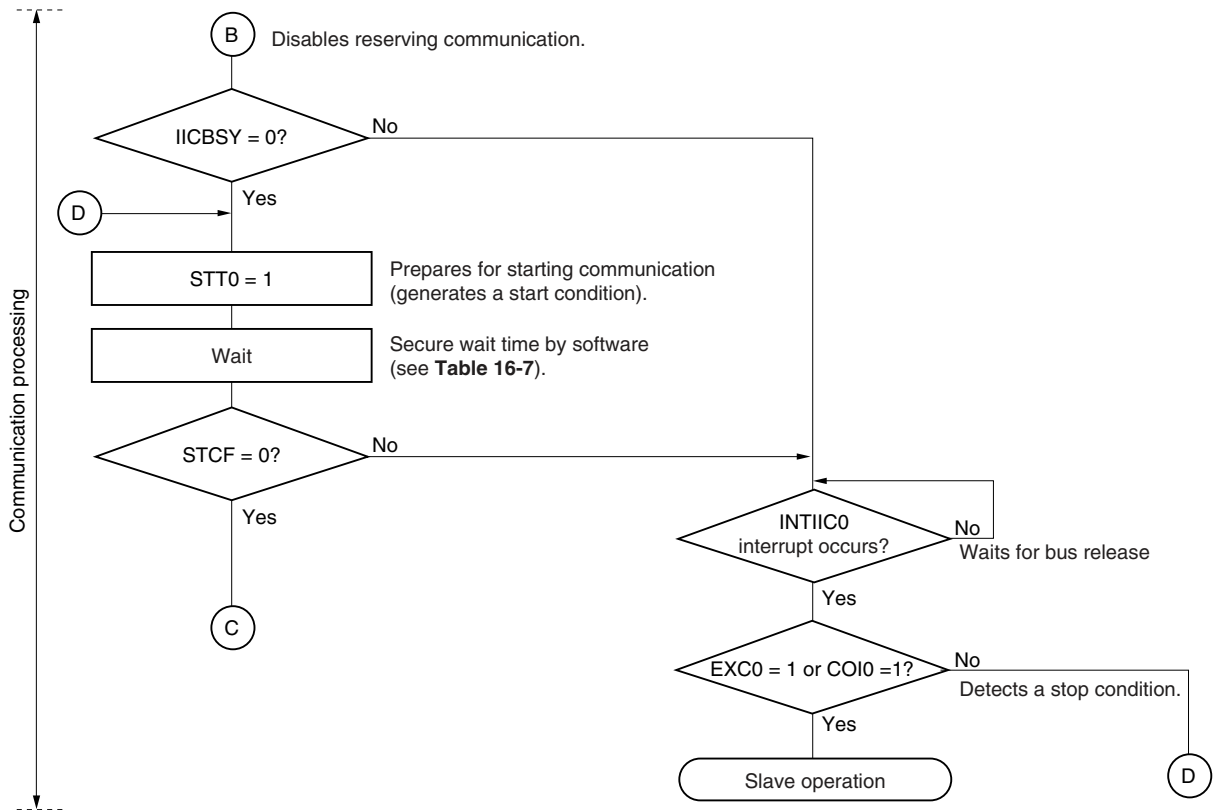 B
Disables reserving communication.
IICBSY = 0?
No
Yes
D
STT0 = 1
Prepares for starting communication
(generates a start condition).
Wait
Secure wait time by software
(see Table 16-7).
STCF = 0?
No
Yes
C
INTIIC0
interrupt occurs?
No
Waits for bus release
Yes
EXC0 = 1 or COI0 =1?
No
Detects a stop condition.
Yes
Slave operation
D
Communication processing